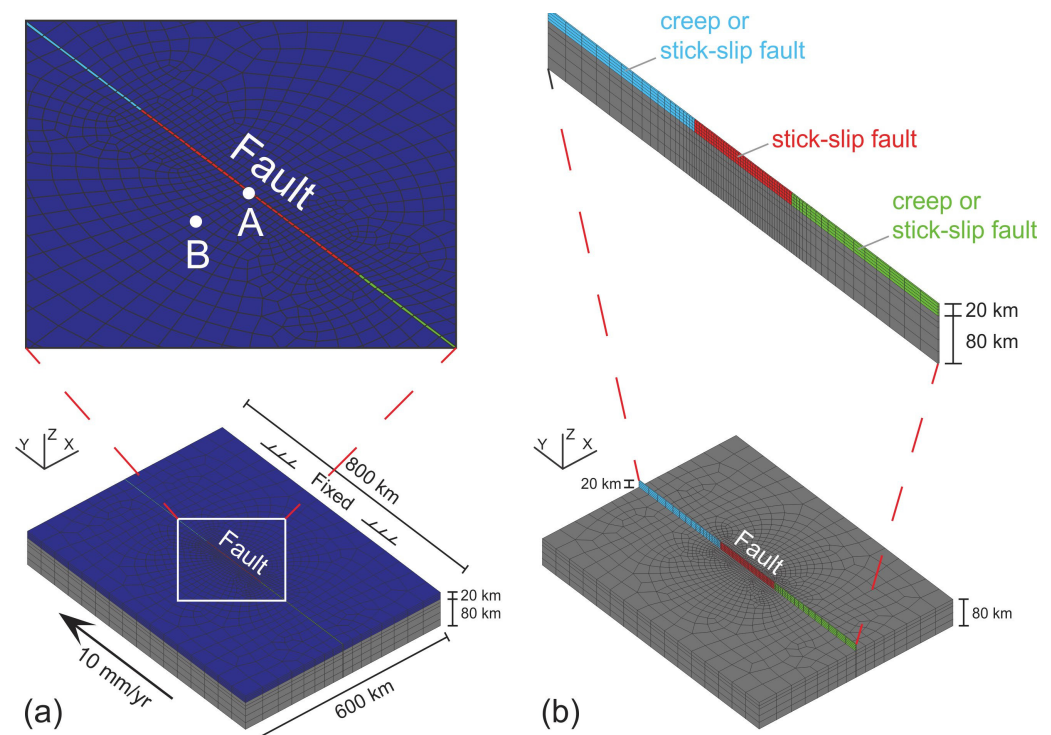 Fault
A
B
Y
Z
X
800 km
Fixed
Fault
20 km
80 km
10 mm/yr
600 km
(a)
creep or
stick-slip fault
stick-slip fault
creep or
stick-slip fault
20 km
80 km
Y
Z
X
20 km
Fault
80 km
(b)